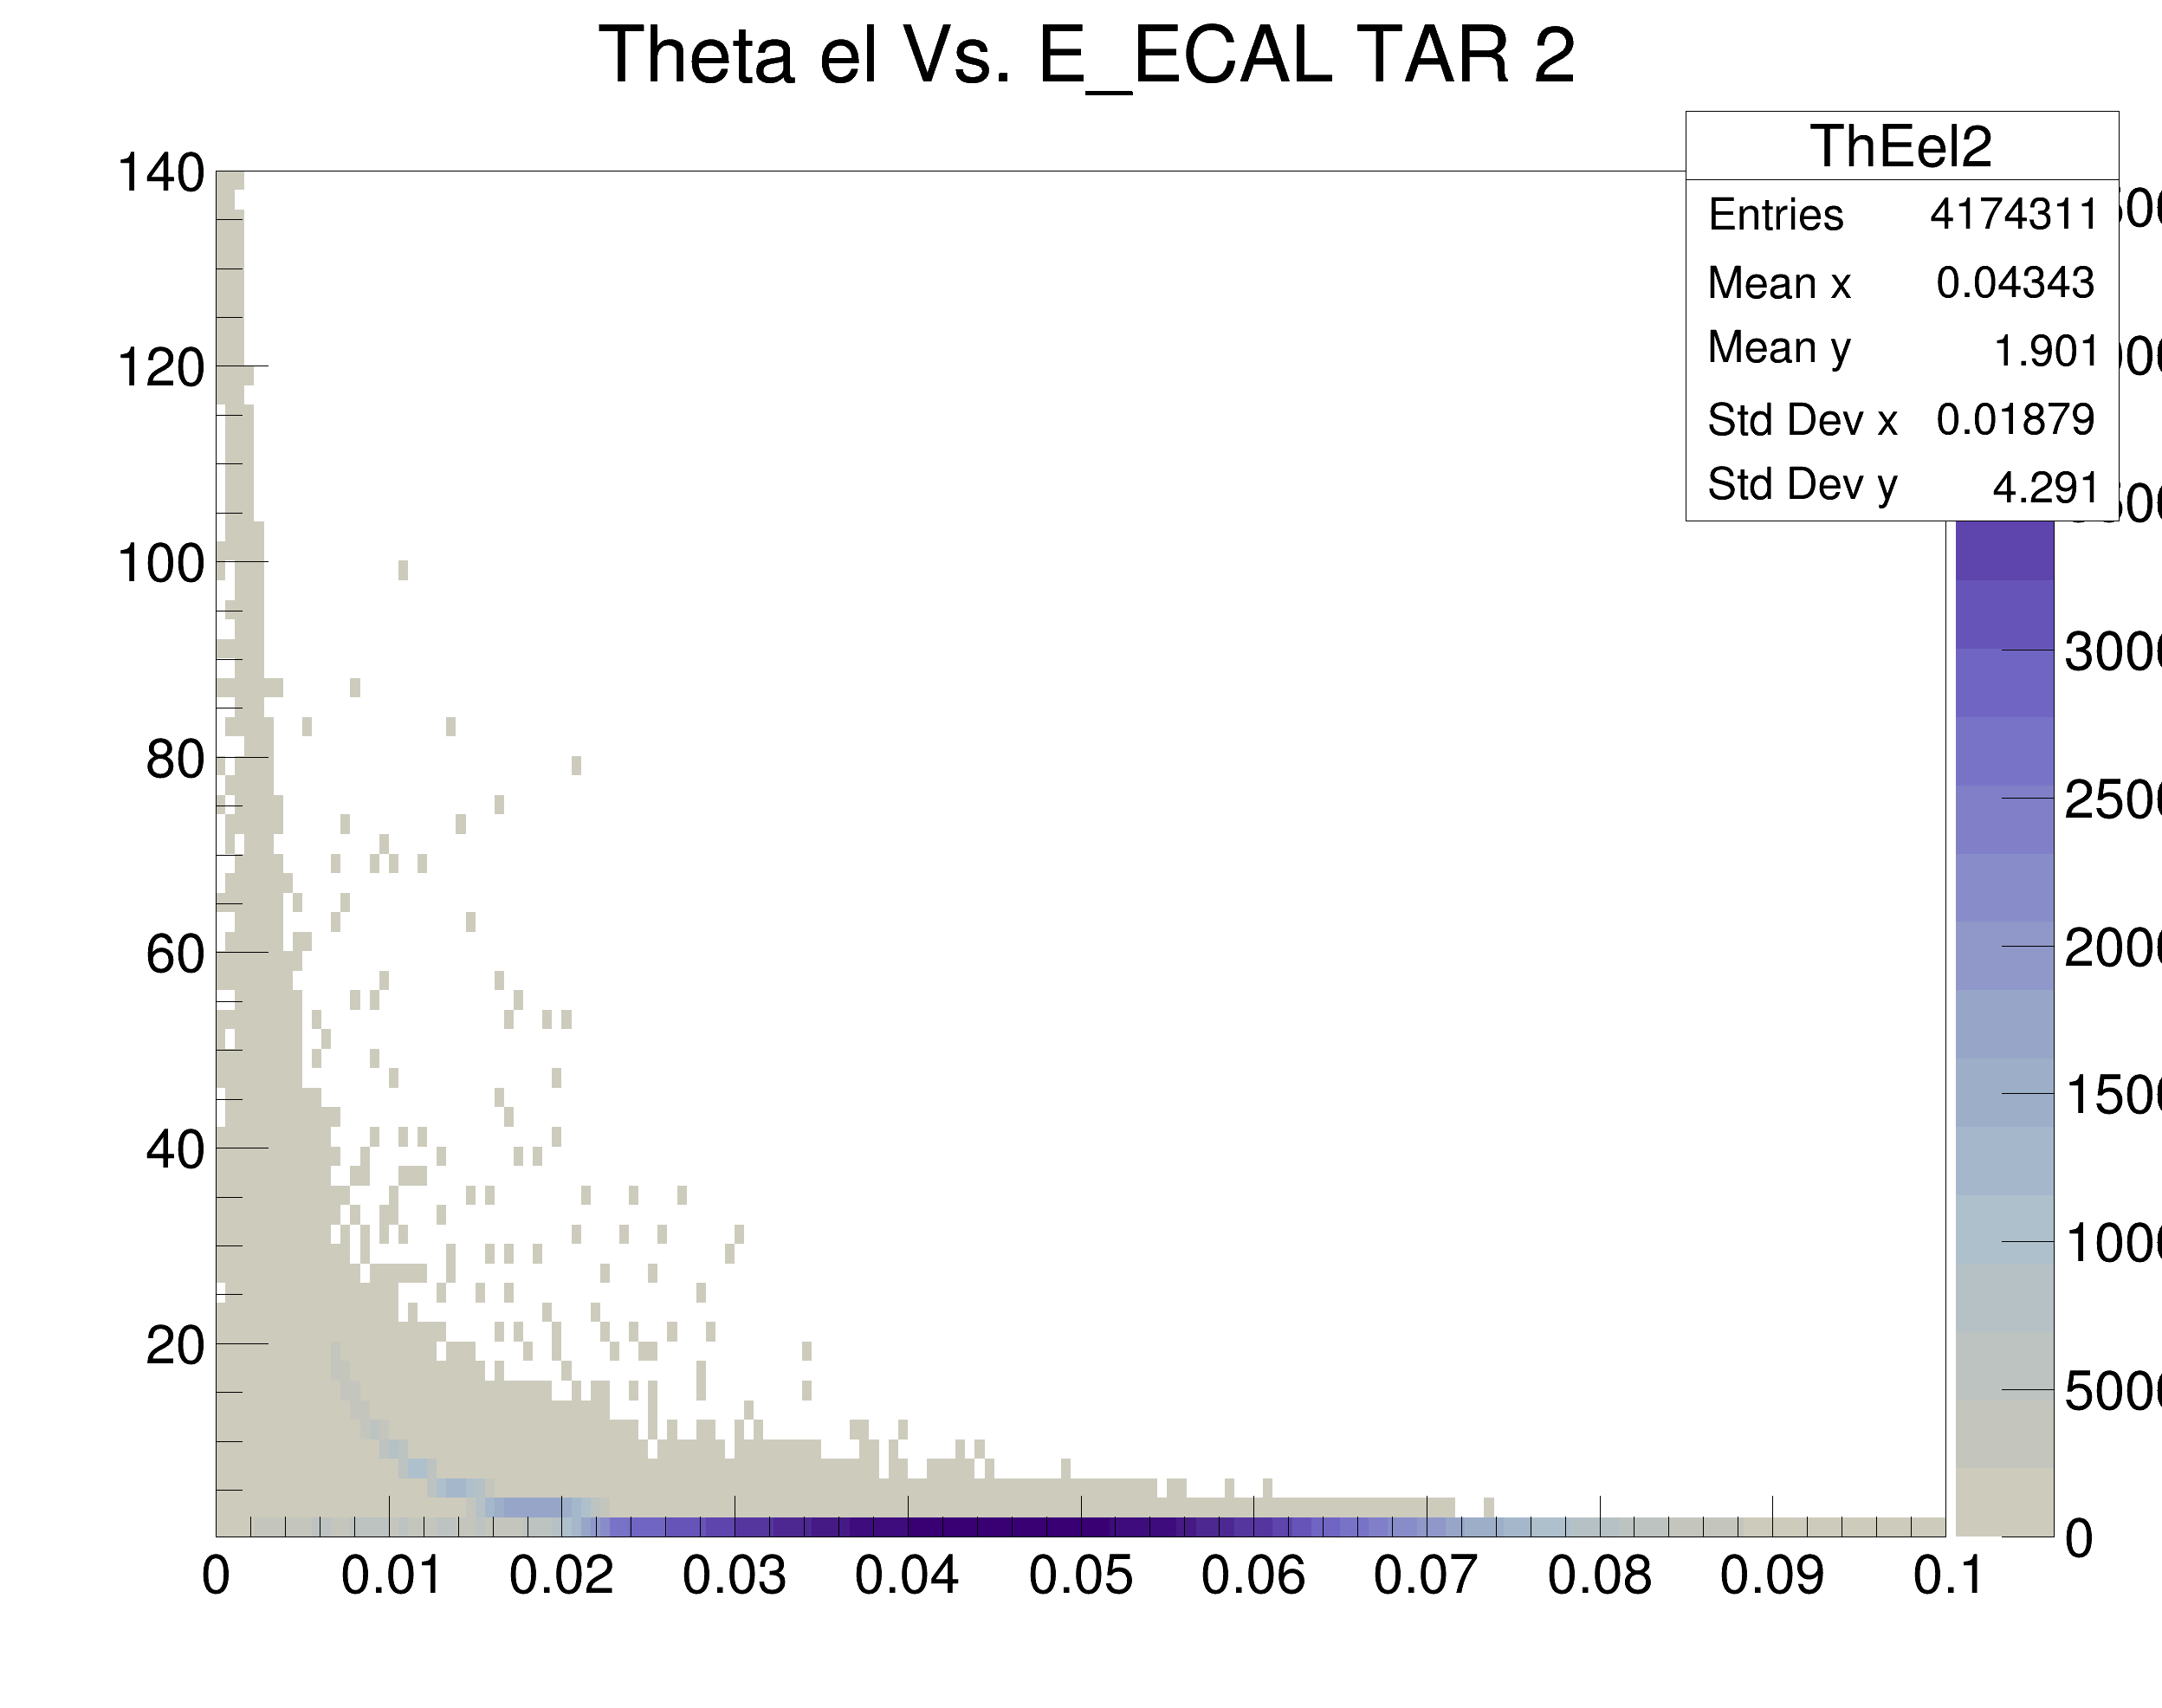 Theta el Vs. E_ECAL TAR 2
ThEel2
Entries 4174311
Mean x 0.04343
Mean y 1.901
Std Dev x 0.01879
Std Dev y 4.291
140
120
100
80
60
40
20
0 0.01 0.02 0.03 0.04 0.05 0.06 0.07 0.08 0.09 0.1
0